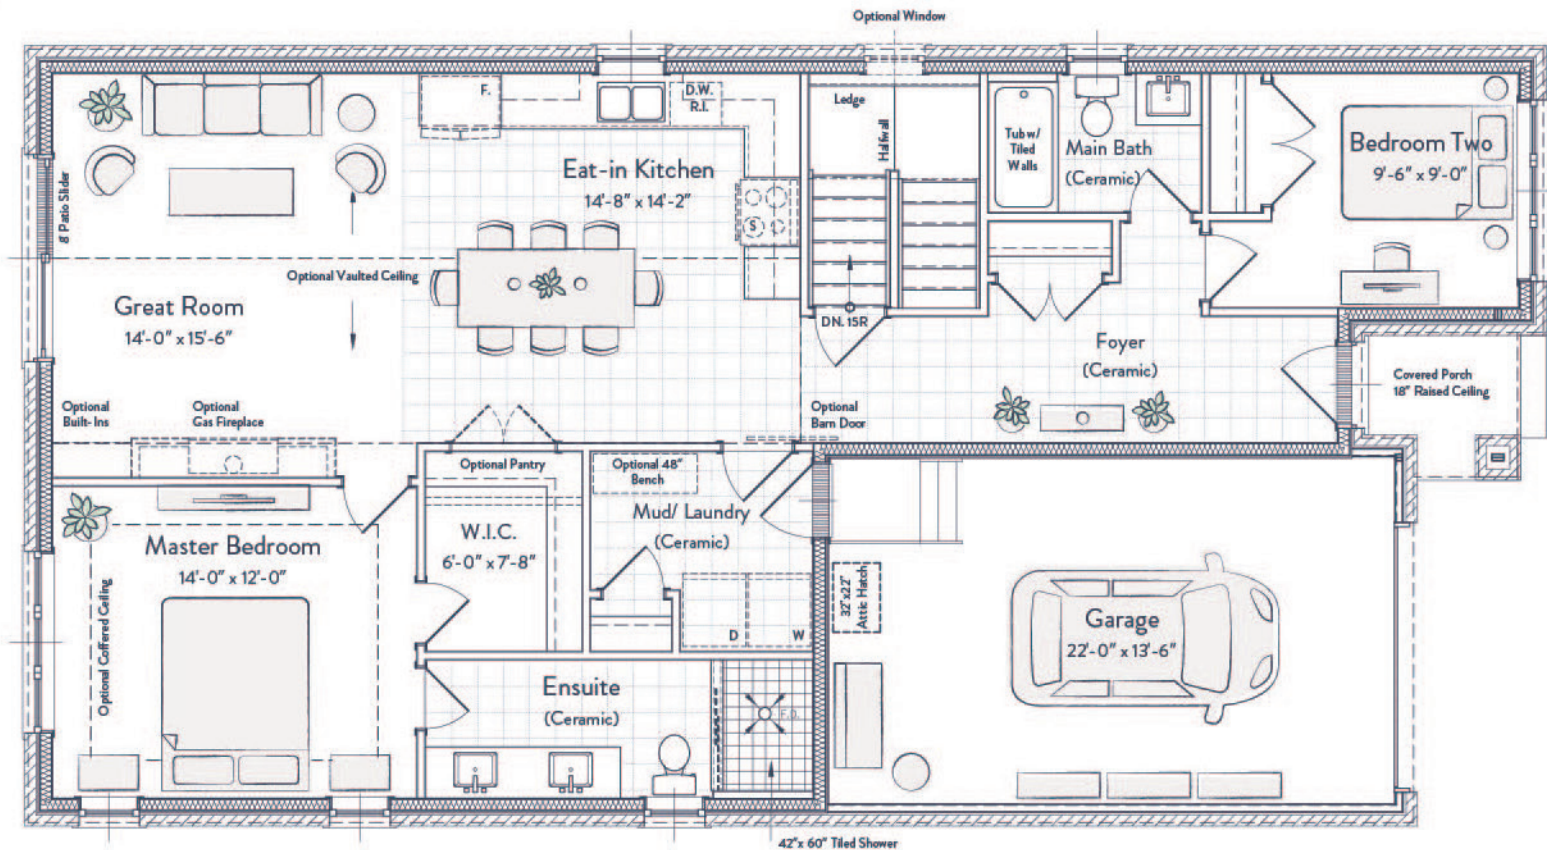 Optional Window
F.
D.W.
R.I.
Ledge
Halfwall
Tub w/
Tiled
Walls
Main Bath
(Ceramic)
Bedroom Two
9'-6" x 9'-0"
Eat-in Kitchen
14'-8" x 14'-2"
S
8' Patio Slider
Optional Vaulted Ceiling
Great Room
14'-0" x 15'-6"
DN. 15R
Foyer
(Ceramic)
Covered Porch
18" Raised Ceiling
Optional
Built-Ins
Optional
Gas Fireplace
Optional
Barn Door
Optional Pantry
Optional 48"
Bench
Mud/ Laundry
(Ceramic)
W.I.C.
6'-0" x 7'-8"
Master Bedroom
14'-0" x 12'-0"
Optional Coffered Ceiling
D
W
32"x22"
Attic Hatch
Garage
22'-0" x 13'-6"
Ensuite
(Ceramic)
F.D.
42"x 60" Tiled Shower